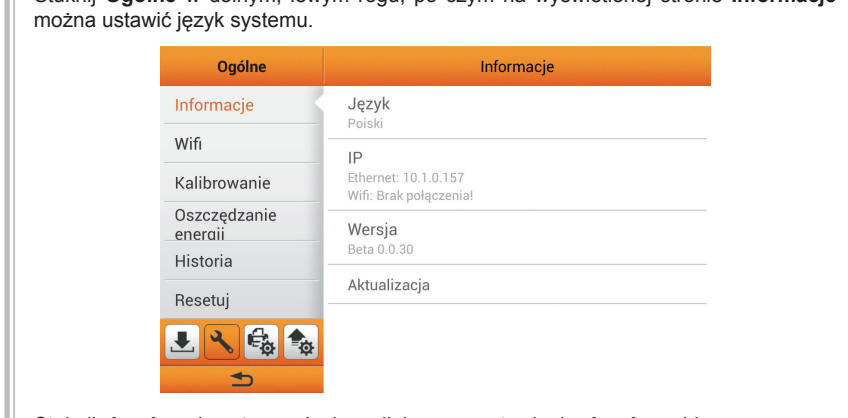 można ustawić język systemu.
Ogólne
Informacje
Informacje
Wifi
Kalibrowanie
Oszczędzanie
energii
Historia
Resetuj
Język
Poiski
IP
Ethernet: 10.1.0.157
Wifi: Brak połączenia!
Wersja
Beta 0.0.30
Aktualizacja